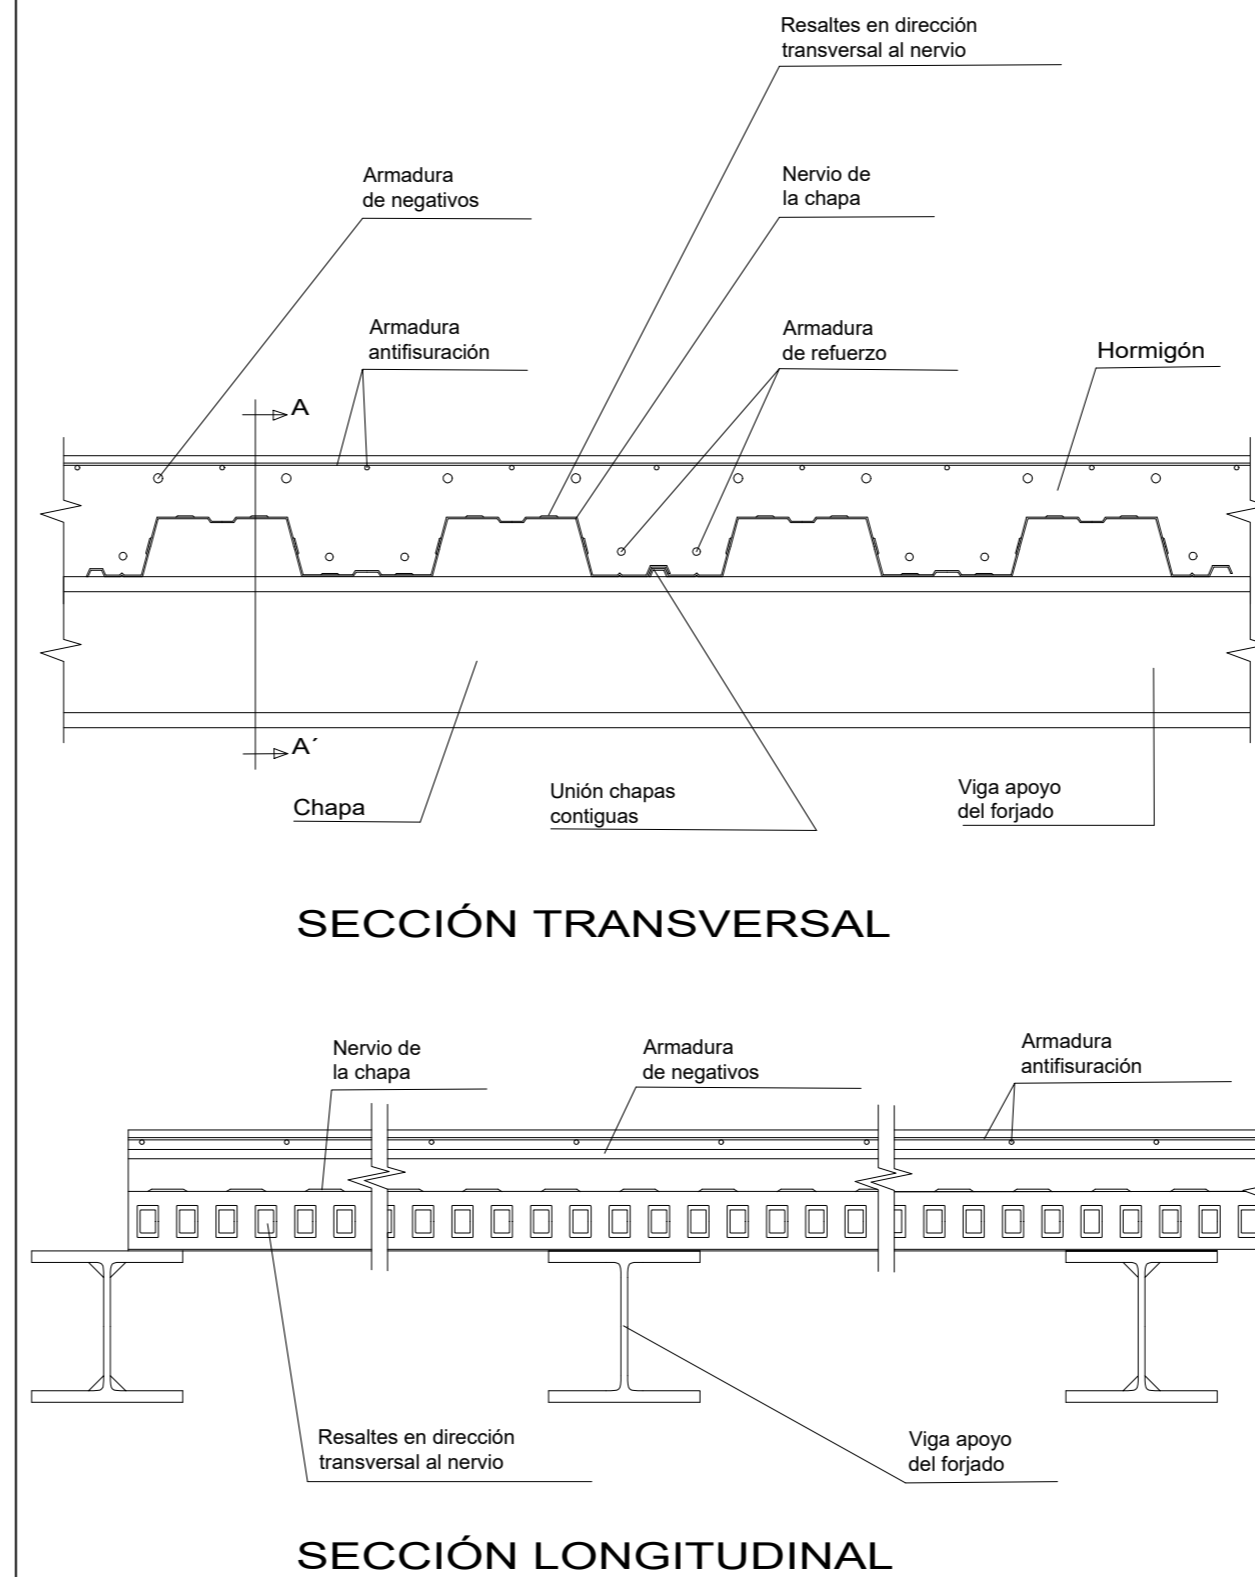 Resaltes en dirección
transversal al nervio
Armadura
de negativos
Nervio de
la chapa
Armadura
antifisuración
Armadura
de refuerzo
Hormigón
A
A´
Chapa
Unión chapas
contiguas
Viga apoyo
del forjado
SECCIÓN TRANSVERSAL
Nervio de
la chapa
Armadura
de negativos
Armadura
antifisuración
Resaltes en dirección
transversal al nervio
Viga apoyo
del forjado
SECCIÓN LONGITUDINAL